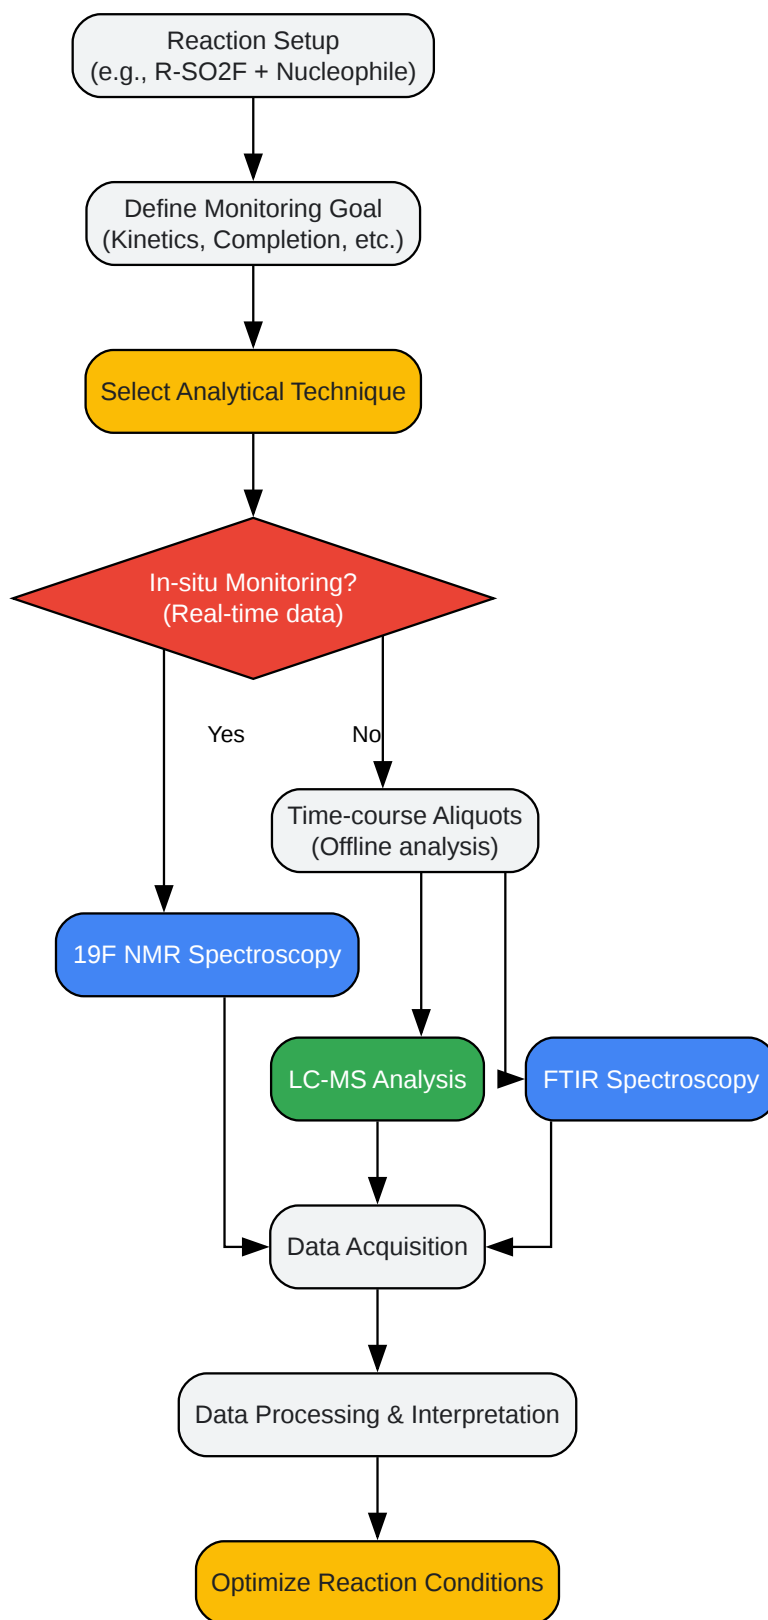 Reaction Setup
(e.g., R-SO2F + Nucleophile)
Define Monitoring Goal
(Kinetics, Completion, etc.)
Select Analytical Technique
In-situ Monitoring?
(Real-time data)
Yes
No
Time-course Aliquots
(Offline analysis)
19F NMR Spectroscopy
LC-MS Analysis
FTIR Spectroscopy
Data Acquisition
Data Processing & Interpretation
Optimize Reaction Conditions